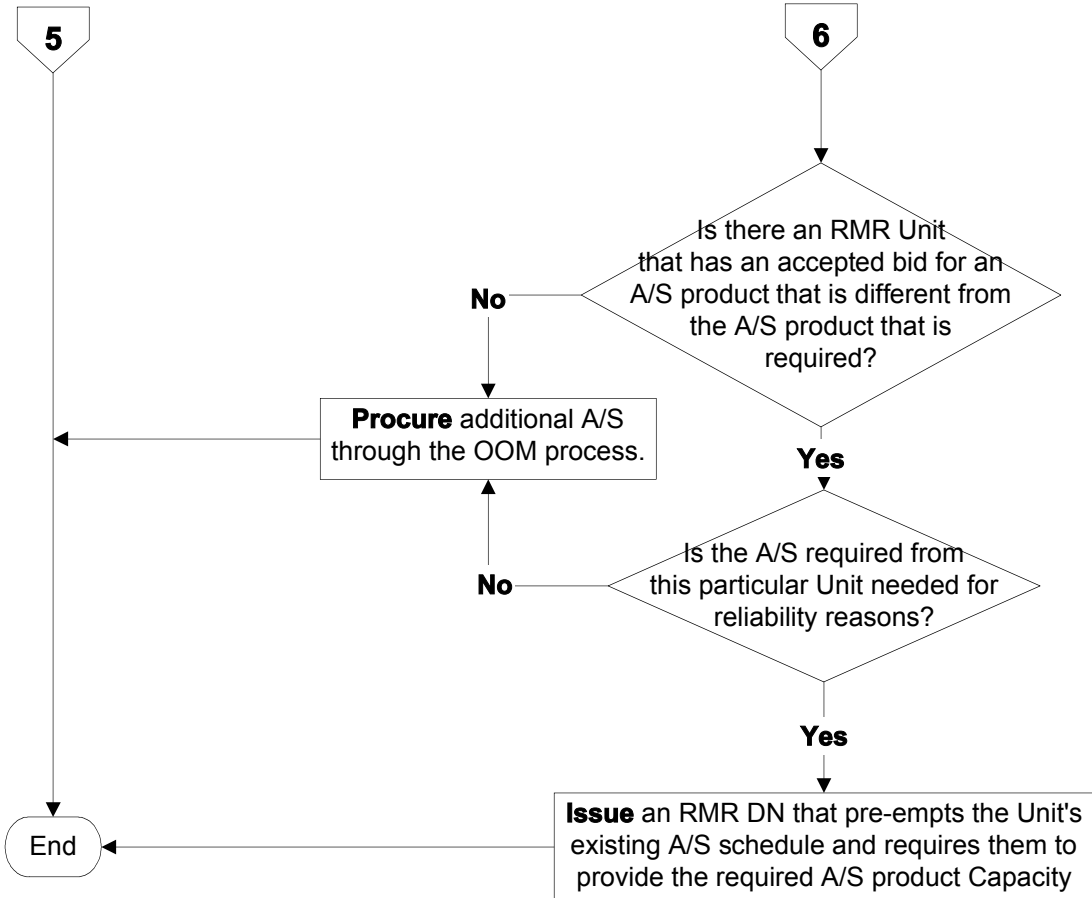 5
6
Is there an RMR Unit
that has an accepted bid for an
A/S product that is different from
the A/S product that is
required?
No
Procure additional A/S
through the OOM process.
Yes
Is the A/S required from
this particular Unit needed for
reliability reasons?
No
Yes
Issue an RMR DN that pre-empts the Unit's
existing A/S schedule and requires them to
provide the required A/S product Capacity
End